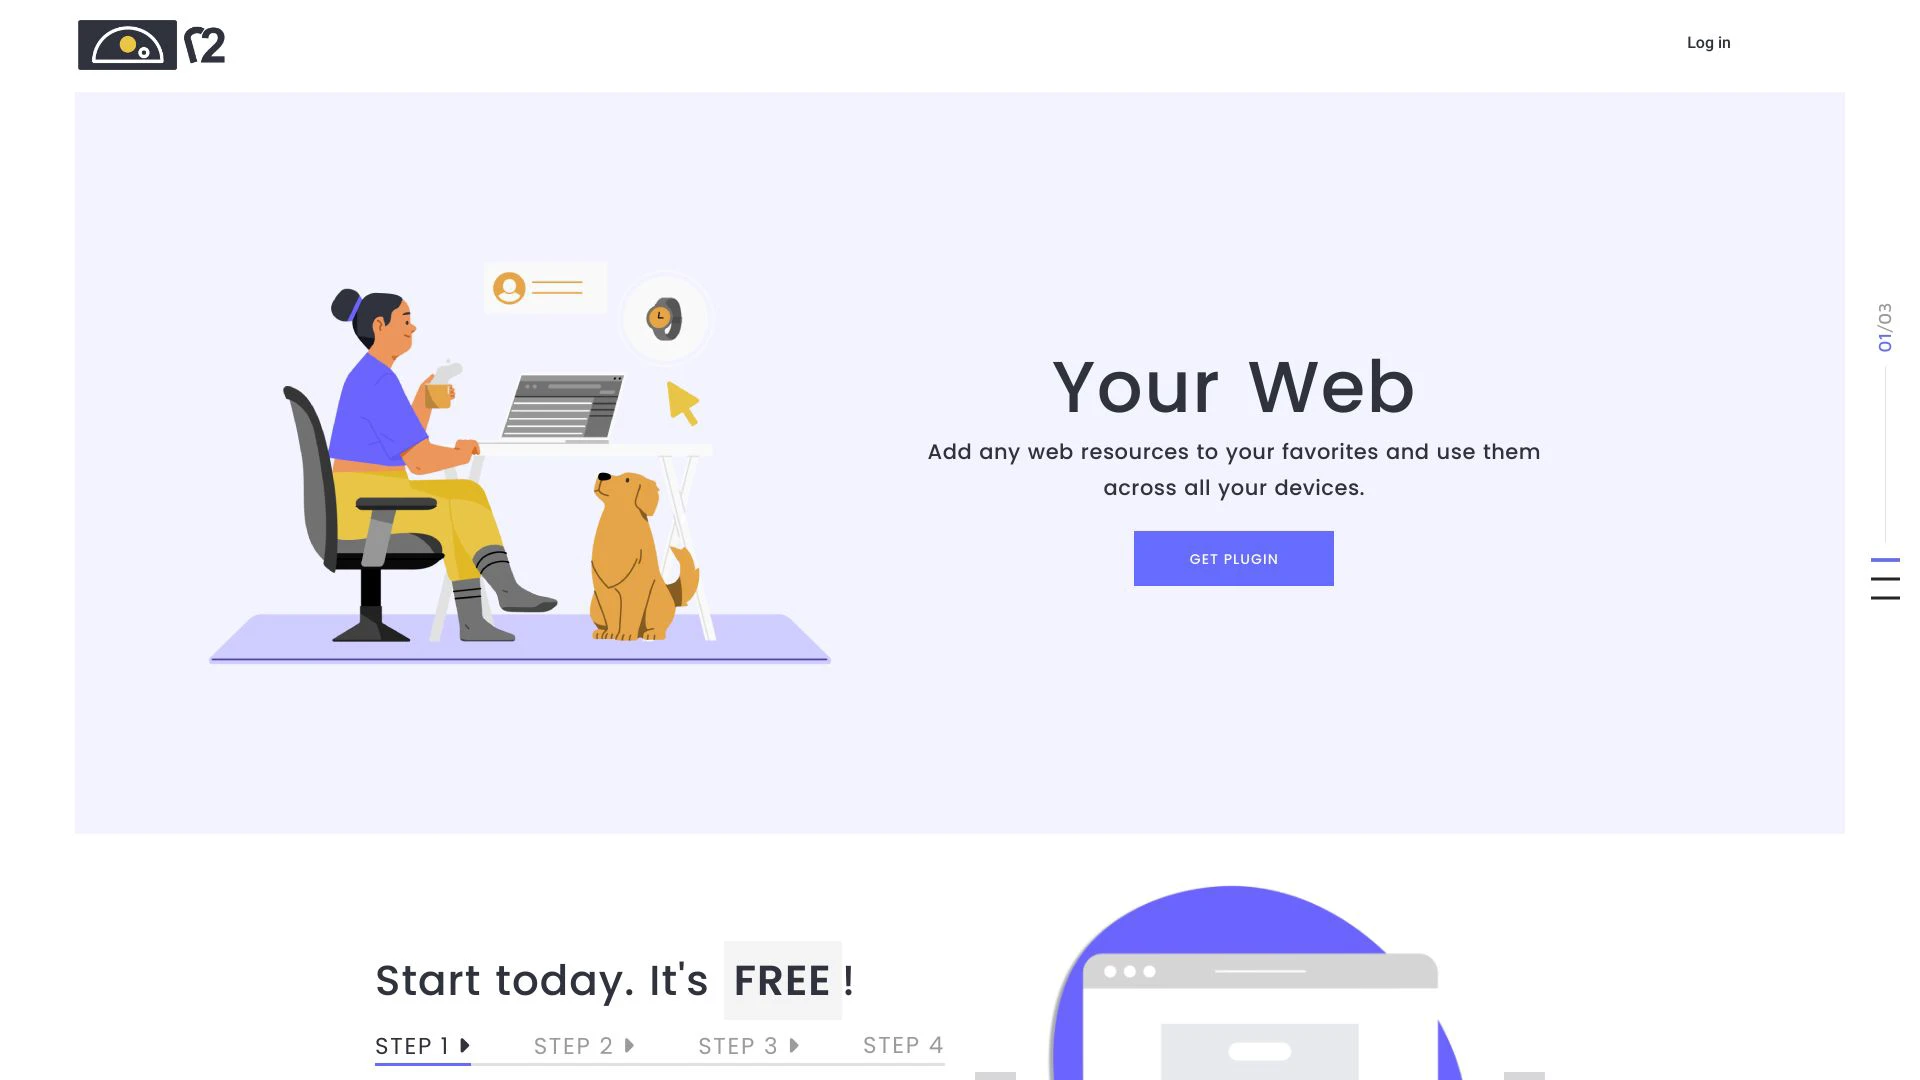 r2
Log in
01/03
Your Web
Add any web resources to your favorites and use them
across all your devices.
GET PLUGIN
Start today. It's FREE !
STEP 1 STEP 2 STEP 3 STEP 4